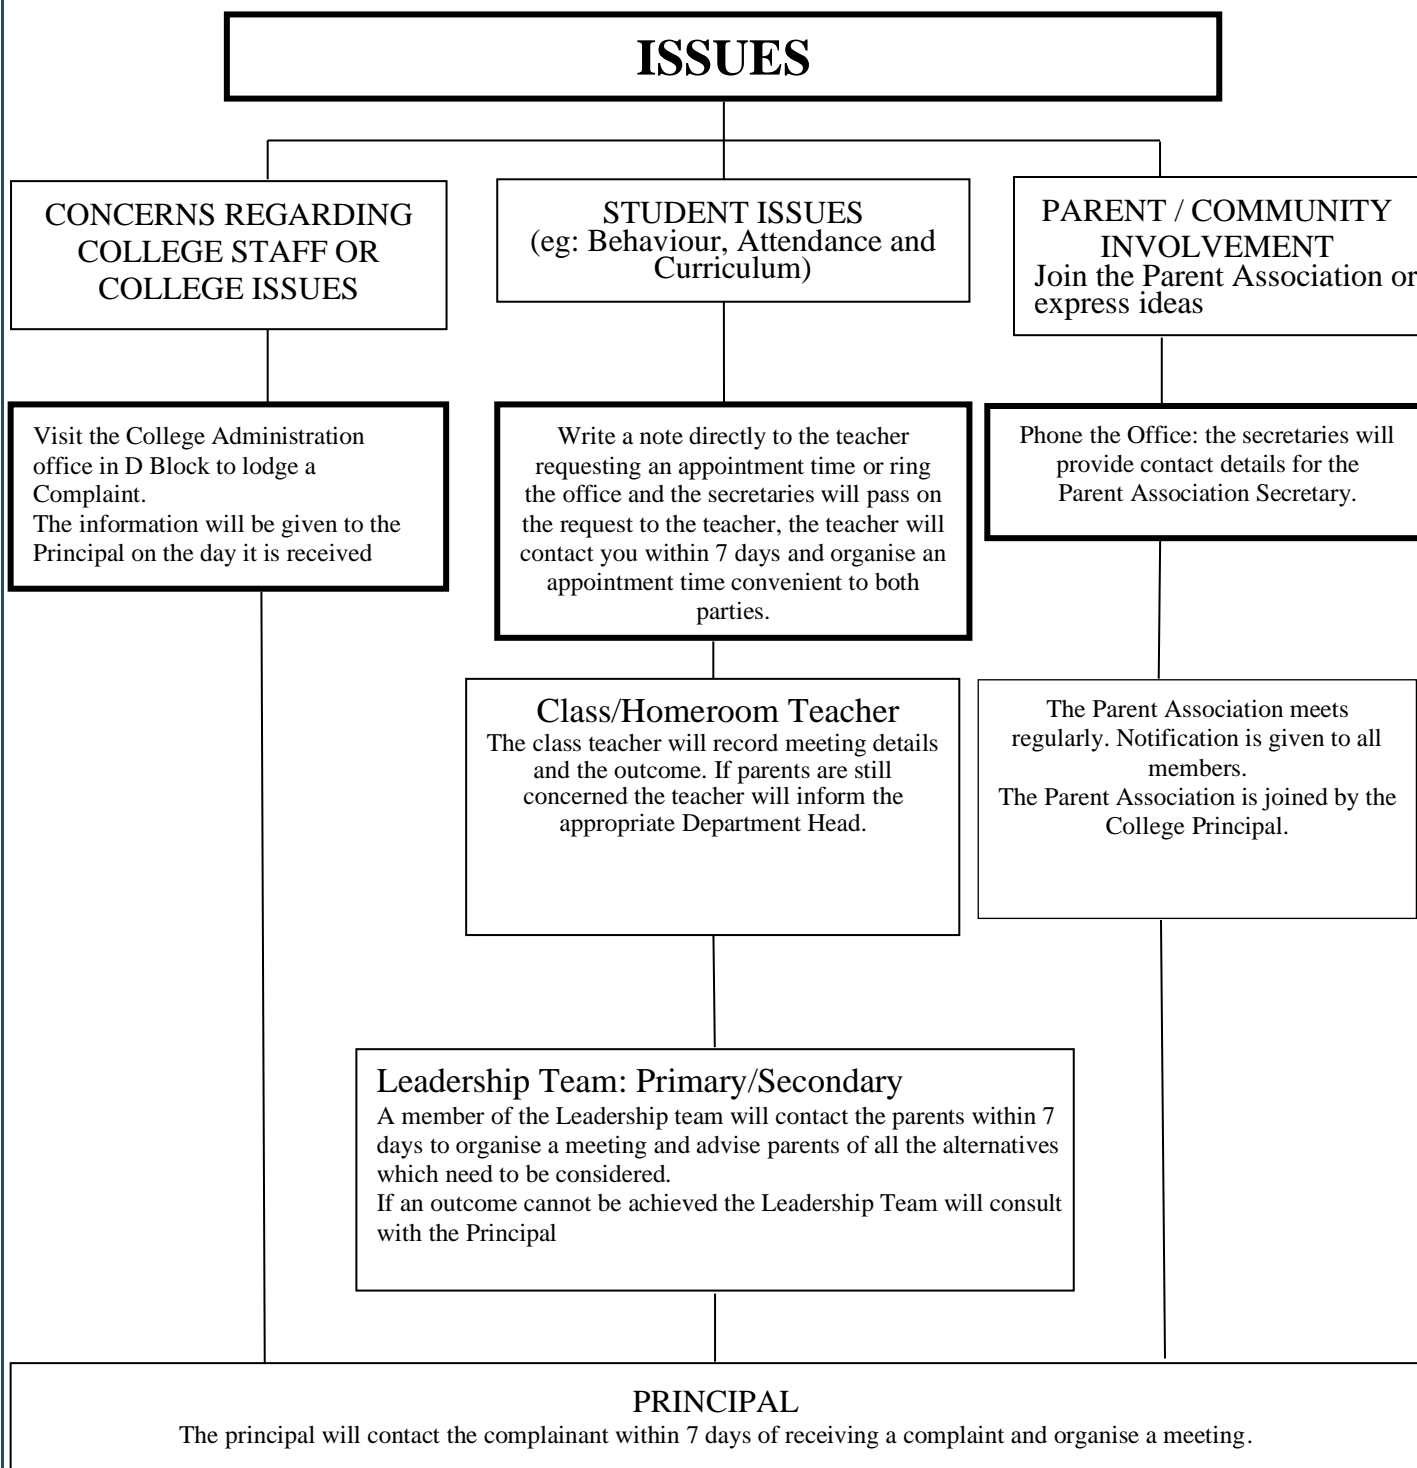 ISSUES
CONCERNS REGARDING
COLLEGE STAFF OR
COLLEGE ISSUES
STUDENT ISSUES
(eg: Behaviour, Attendance and
Curriculum)
PARENT / COMMUNITY
INVOLVEMENT
Join the Parent Association or
express ideas
Visit the College Administration
office in D Block to lodge a
Complaint.
The information will be given to the
Principal on the day it is received
Write a note directly to the teacher
requesting an appointment time or ring
the office and the secretaries will pass on
the request to the teacher, the teacher will
contact you within 7 days and organise an
appointment time convenient to both
parties.
Phone the Office: the secretaries will
provide contact details for the
Parent Association Secretary.
Class/Homeroom Teacher
The class teacher will record meeting details
and the outcome. If parents are still
concerned the teacher will inform the
appropriate Department Head.
The Parent Association meets
regularly. Notification is given to all
members.
The Parent Association is joined by the
College Principal.
Leadership Team: Primary/Secondary
A member of the Leadership team will contact the parents within 7
days to organise a meeting and advise parents of all the alternatives
which need to be considered.
If an outcome cannot be achieved the Leadership Team will consult
with the Principal
PRINCIPAL
The principal will contact the complainant within 7 days of receiving a complaint and organise a meeting.